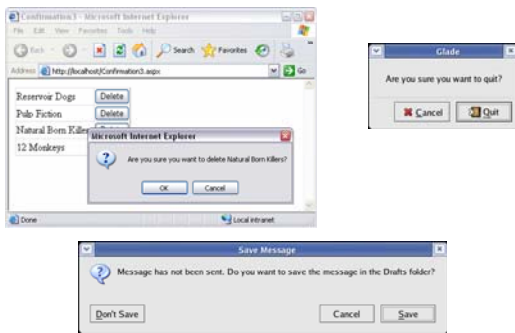 Confirmation3 - Microsoft Internet Explorer
File Edit View Favorites Tools Help
Back Search Favorites
Address http://localhost/Confirmation3.aspx Go
Reservoir Dogs Delete
Pulp Fiction Delete
Natural Born Killers
12 Monkeys
Microsoft Internet Explorer
Are you sure you want to delete Natural Born Killers?
OK Cancel
Done Local intranet
Glade
Are you sure you want to quit?
Cancel Quit
Save Message
Message has not been sent. Do you want to save the message in the Drafts folder?
Don't Save Cancel Save